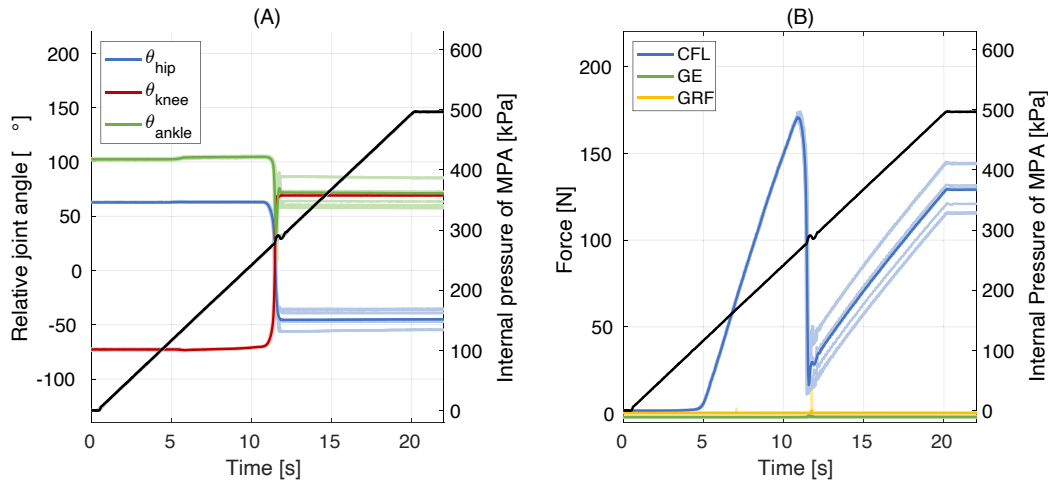 (A)
200
150
100
50
0
-50
-100
Relative joint angle [ °]
θhip
θknee
θankle
600
500
400
300
200
100
0
Internal pressure of MPA [kPa]
0 5 10 15 20
Time [s]
(B)
200
150
100
50
0
Force [N]
CFL
GE
GRF
600
500
400
300
200
100
0
Internal Pressure of MPA [kPa]
0 5 10 15 20
Time [s]